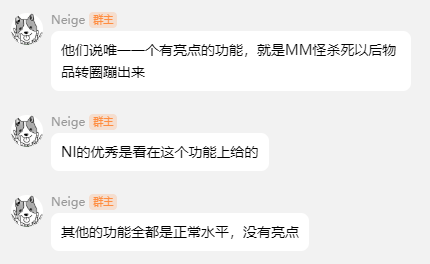 Neige 群主
他们说唯一一个有亮点的功能，就是MM怪杀死以后物
品转圈蹦出来
Neige 群主
NI的优秀是看在这个功能上给的
Neige 群主
其他的功能全都是正常水平，没有亮点